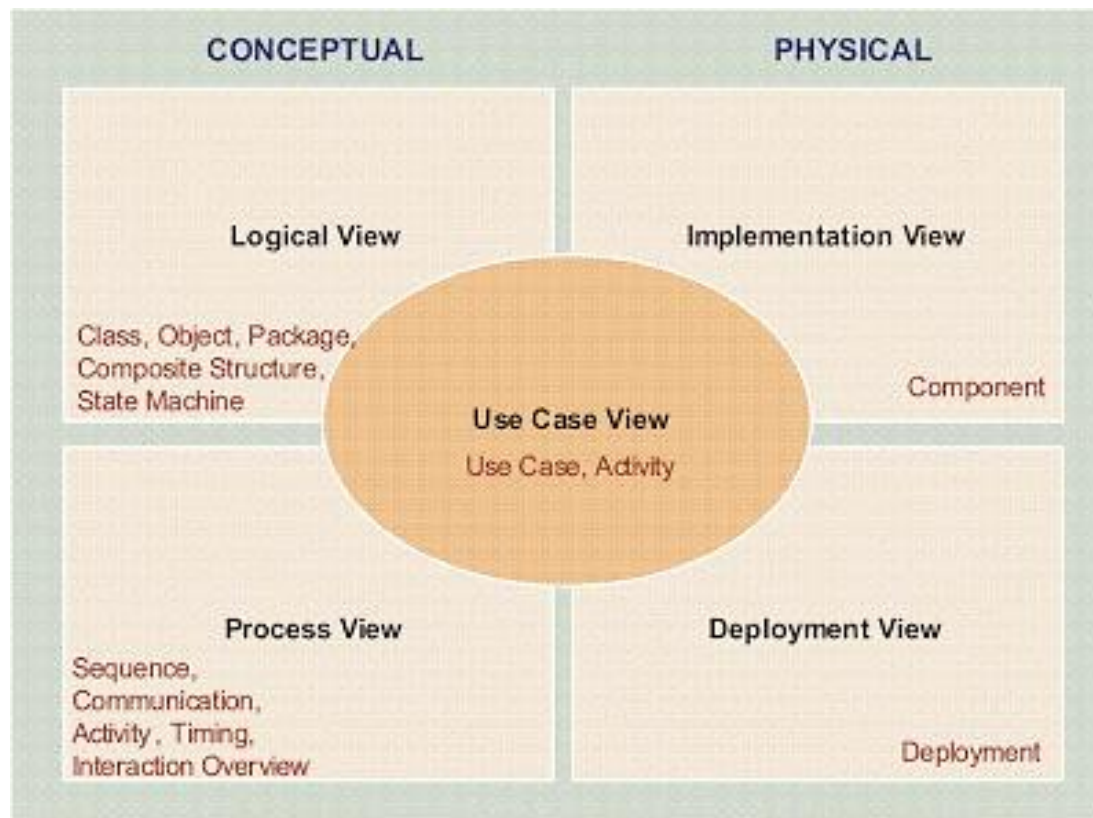 CONCEPTUAL
PHYSICAL
Logical View
Class, Object, Package,
Composite Structure,
State Machine
Implementation View
Component
Use Case View
Use Case, Activity
Process View
Sequence,
Communication,
Activity , Timing,
Interaction Overview
Deployment View
Deployment